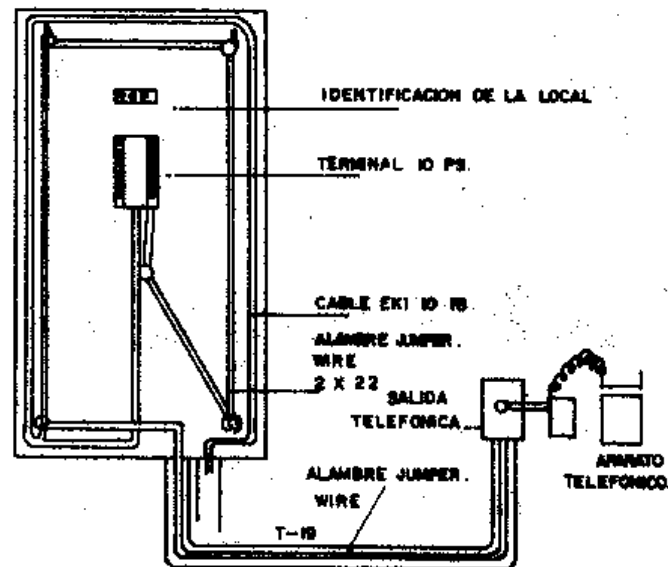 IDENTIFICACION DE LA LOCAL
TERMINAL 10 PS.
CABLE EKI 10 PS
ALAMBRE JUMPER.
WIRE
2 X 22
SALIDA
TELEFONICA
APARATO
TELEFONICO.
ALAMBRE JUMPER.
WIRE
T-19